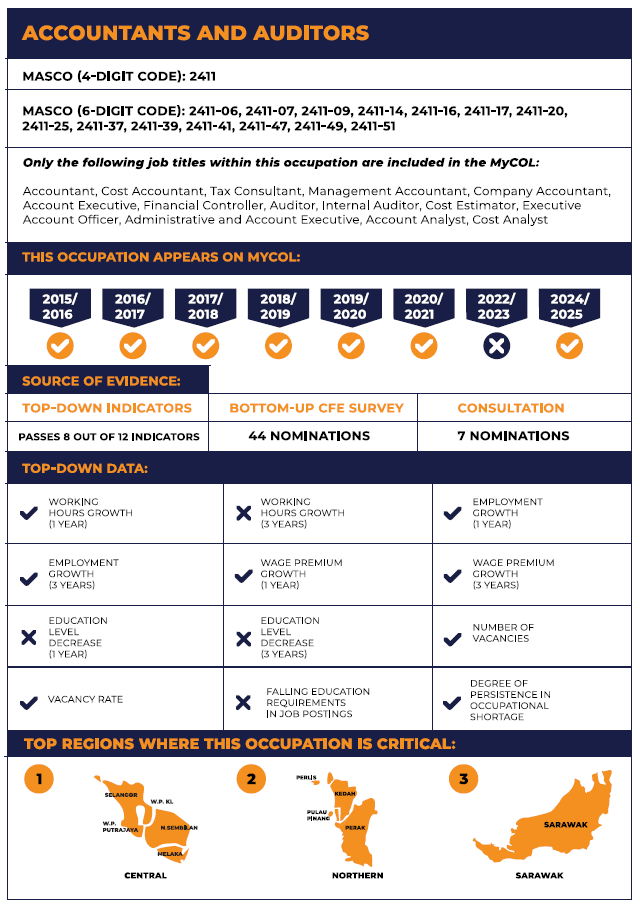 ACCOUNTANTS AND AUDITORS
MASCO (4-DIGIT CODE): 2411
MASCO (6-DIGIT CODE): 2411-06, 2411-07, 2411-09, 2411-14, 2411-16, 2411-17, 2411-20,
2411-25, 2411-37, 2411-39, 2411-41, 2411-47, 2411-49, 2411-51
Only the following job titles within this occupation are included in the MyCOL:
Accountant, Cost Accountant, Tax Consultant, Management Accountant, Company Accountant,
Account Executive, Financial Controller, Auditor, Internal Auditor, Cost Estimator, Executive
Account Officer, Administrative and Account Executive, Account Analyst, Cost Analyst
THIS OCCUPATION APPEARS ON MYCOL:
2015/
2016
2016/
2017
2017/
2018
2018/
2019
2019/
2020
2020/
2021
2022/
2023
2024/
2025
SOURCE OF EVIDENCE:
TOP-DOWN INDICATORS
BOTTOM-UP CFE SURVEY
CONSULTATION
PASSES 8 OUT OF 12 INDICATORS
44 NOMINATIONS
7 NOMINATIONS
TOP-DOWN DATA:
WORKING
HOURS GROWTH
(1 YEAR)
WORKING
HOURS GROWTH
(3 YEARS)
EMPLOYMENT
GROWTH
(1 YEAR)
EMPLOYMENT
GROWTH
(3 YEARS)
WAGE PREMIUM
GROWTH
(1 YEAR)
WAGE PREMIUM
GROWTH
(3 YEARS)
EDUCATION
LEVEL
DECREASE
(1 YEAR)
EDUCATION
LEVEL
DECREASE
(3 YEARS)
NUMBER OF
VACANCIES
VACANCY RATE
FALLING EDUCATION
REQUIREMENTS
IN JOB POSTINGS
DEGREE OF
PERSISTENCE IN
OCCUPATIONAL
SHORTAGE
TOP REGIONS WHERE THIS OCCUPATION IS CRITICAL:
1
SELANGOR
W.P. KL
W.P.
PUTRAJAYA
N.SEMBILAN
MELAKA
CENTRAL
2
PERLIS
KEDAH
PULAU
PINANG
PERAK
NORTHERN
3
SARAWAK
SARAWAK